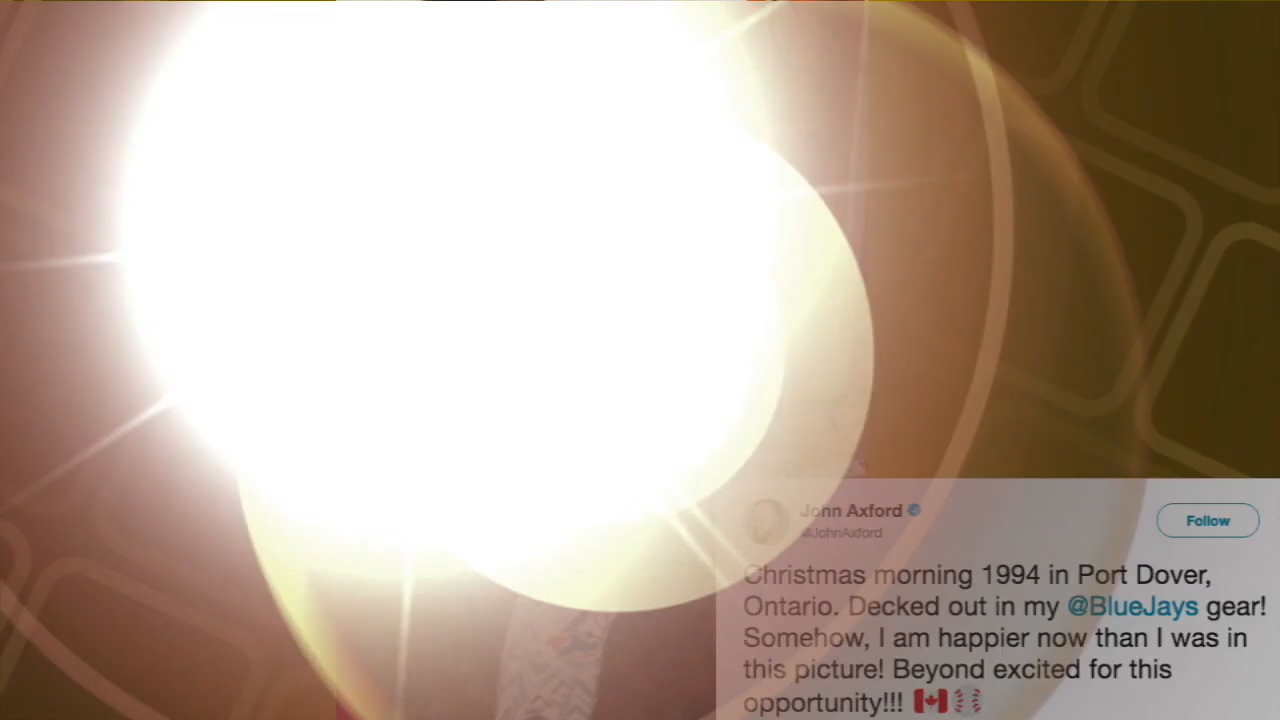 John Axford
@JohnAxford
Follow
Christmas morning 1994 in Port Dover,
Ontario. Decked out in my @BlueJays gear!
Somehow, I am happier now than I was in
this picture! Beyond excited for this
opportunity!!! 🇨🇦⚾